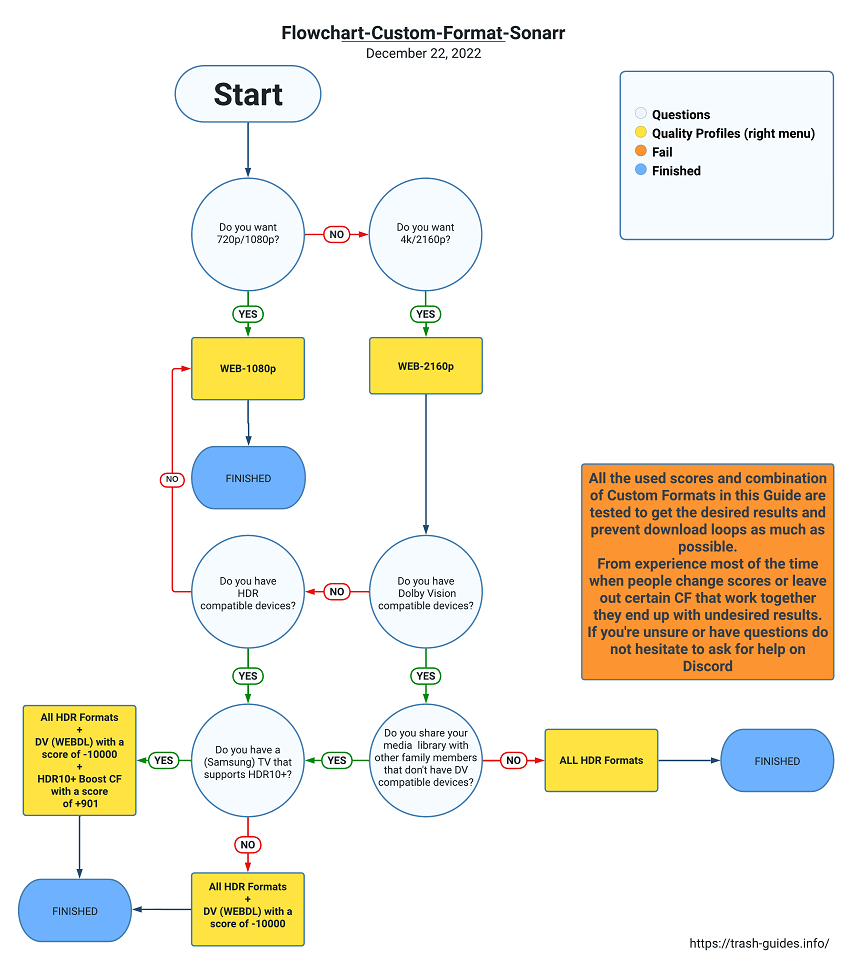 Flowchart-Custom-Format-Sonarr
December 22, 2022
Start
Questions
Quality Profiles (right menu)
Fail
Finished
Do you want
720p/1080p?
NO
Do you want
4k/2160p?
YES
YES
WEB-1080p
WEB-2160p
FINISHED
NO
All the used scores and combination
of Custom Formats in this Guide are
tested to get the desired results and
prevent download loops as much as
possible.
From experience most of the time
when people change scores or leave
out certain CF that work together
they end up with undesired results.
If you're unsure or have questions do
not hesitate to ask for help on
Discord
Do you have
HDR
compatible devices?
NO
Do you have
Dolby Vision
compatible devices?
YES
YES
All HDR Formats
+
DV (WEBDL) with a
score of -10000
+
HDR10+ Boost CF
with a score
of +901
YES
Do you have a
(Samsung) TV that
supports HDR10+?
YES
Do you share your
media library with
other family members
that don't have DV
compatible devices?
NO
ALL HDR Formats
FINISHED
NO
All HDR Formats
+
DV (WEBDL) with a
score of -10000
FINISHED
https://trash-guides.info/